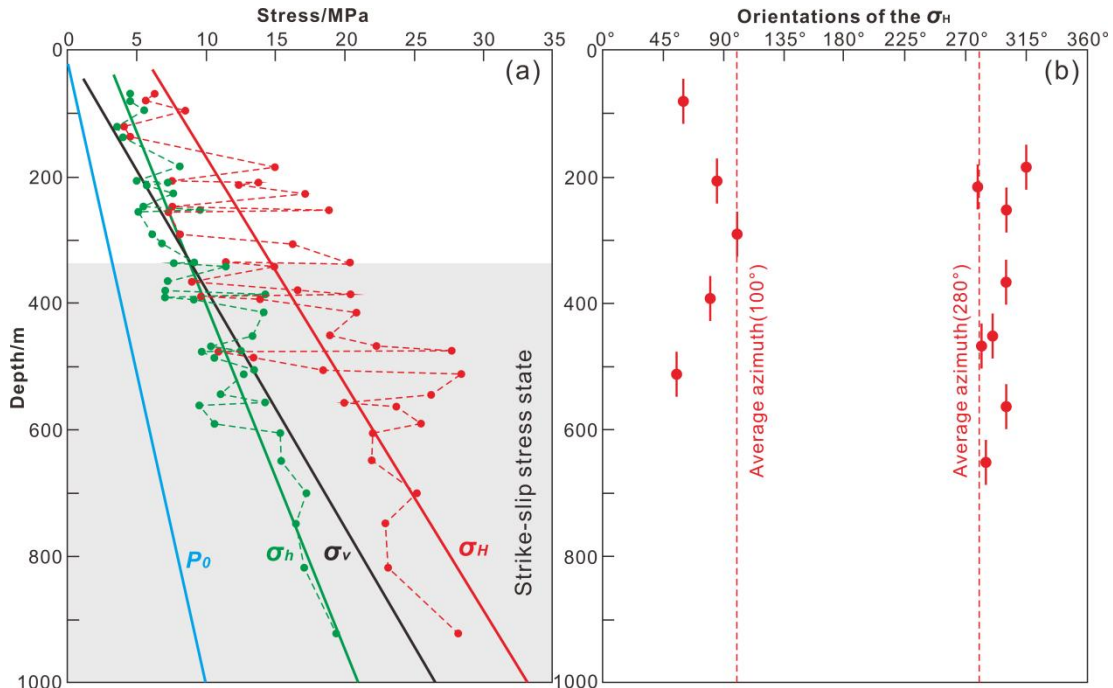 Stress/MPa
0 5 10 15 20 25 30 35
Depth/m
0
200
400
600
800
1000
(a)
P₀
σₕ
σᵥ
σ_H
Strike-slip stress state
Orientations of the σ_H
0° 45° 90° 135° 180° 225° 270° 315° 360°
0
200
400
600
800
1000
(b)
Average azimuth(100°)
Average azimuth(280°)